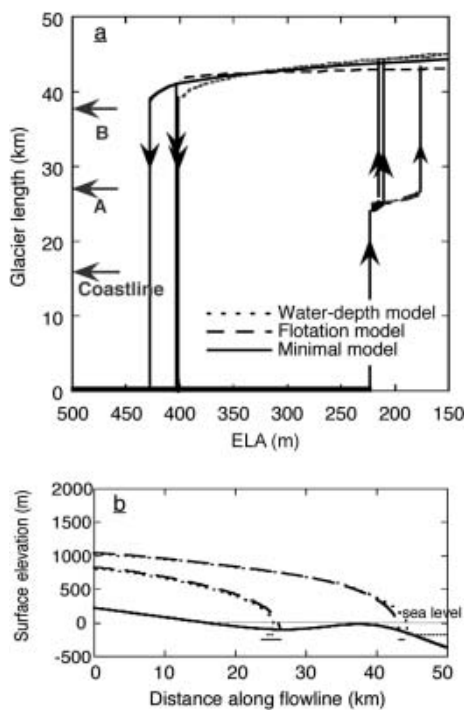 a
50
40
30
20
10
0
Glacier length (km)
B
A
Coastline
Water-depth model
Flotation model
Minimal model
500 450 400 350 300 250 200 150
ELA (m)
b
2000
1500
1000
500
0
-500
Surface elevation (m)
sea level
0 10 20 30 40 50
Distance along flowline (km)